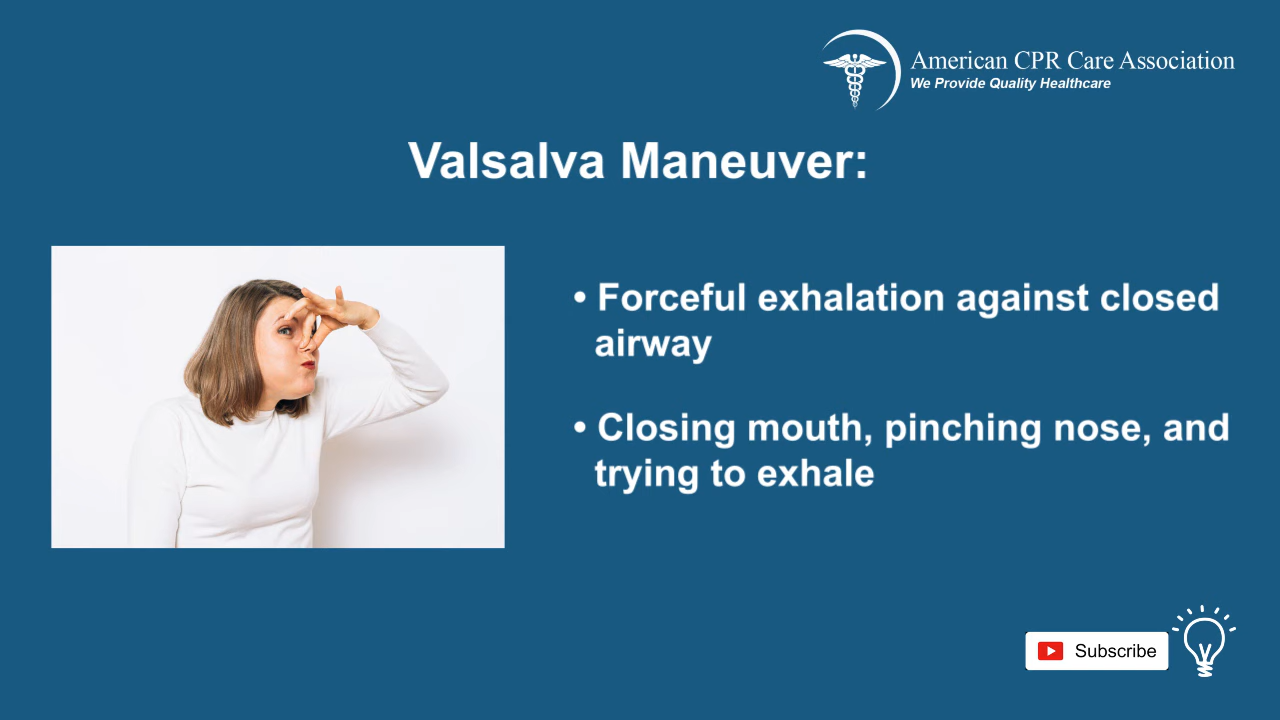 American CPR Care Association
We Provide Quality Healthcare
Valsalva Maneuver:
• Forceful exhalation against closed
airway
• Closing mouth, pinching nose, and
trying to exhale
Subscribe